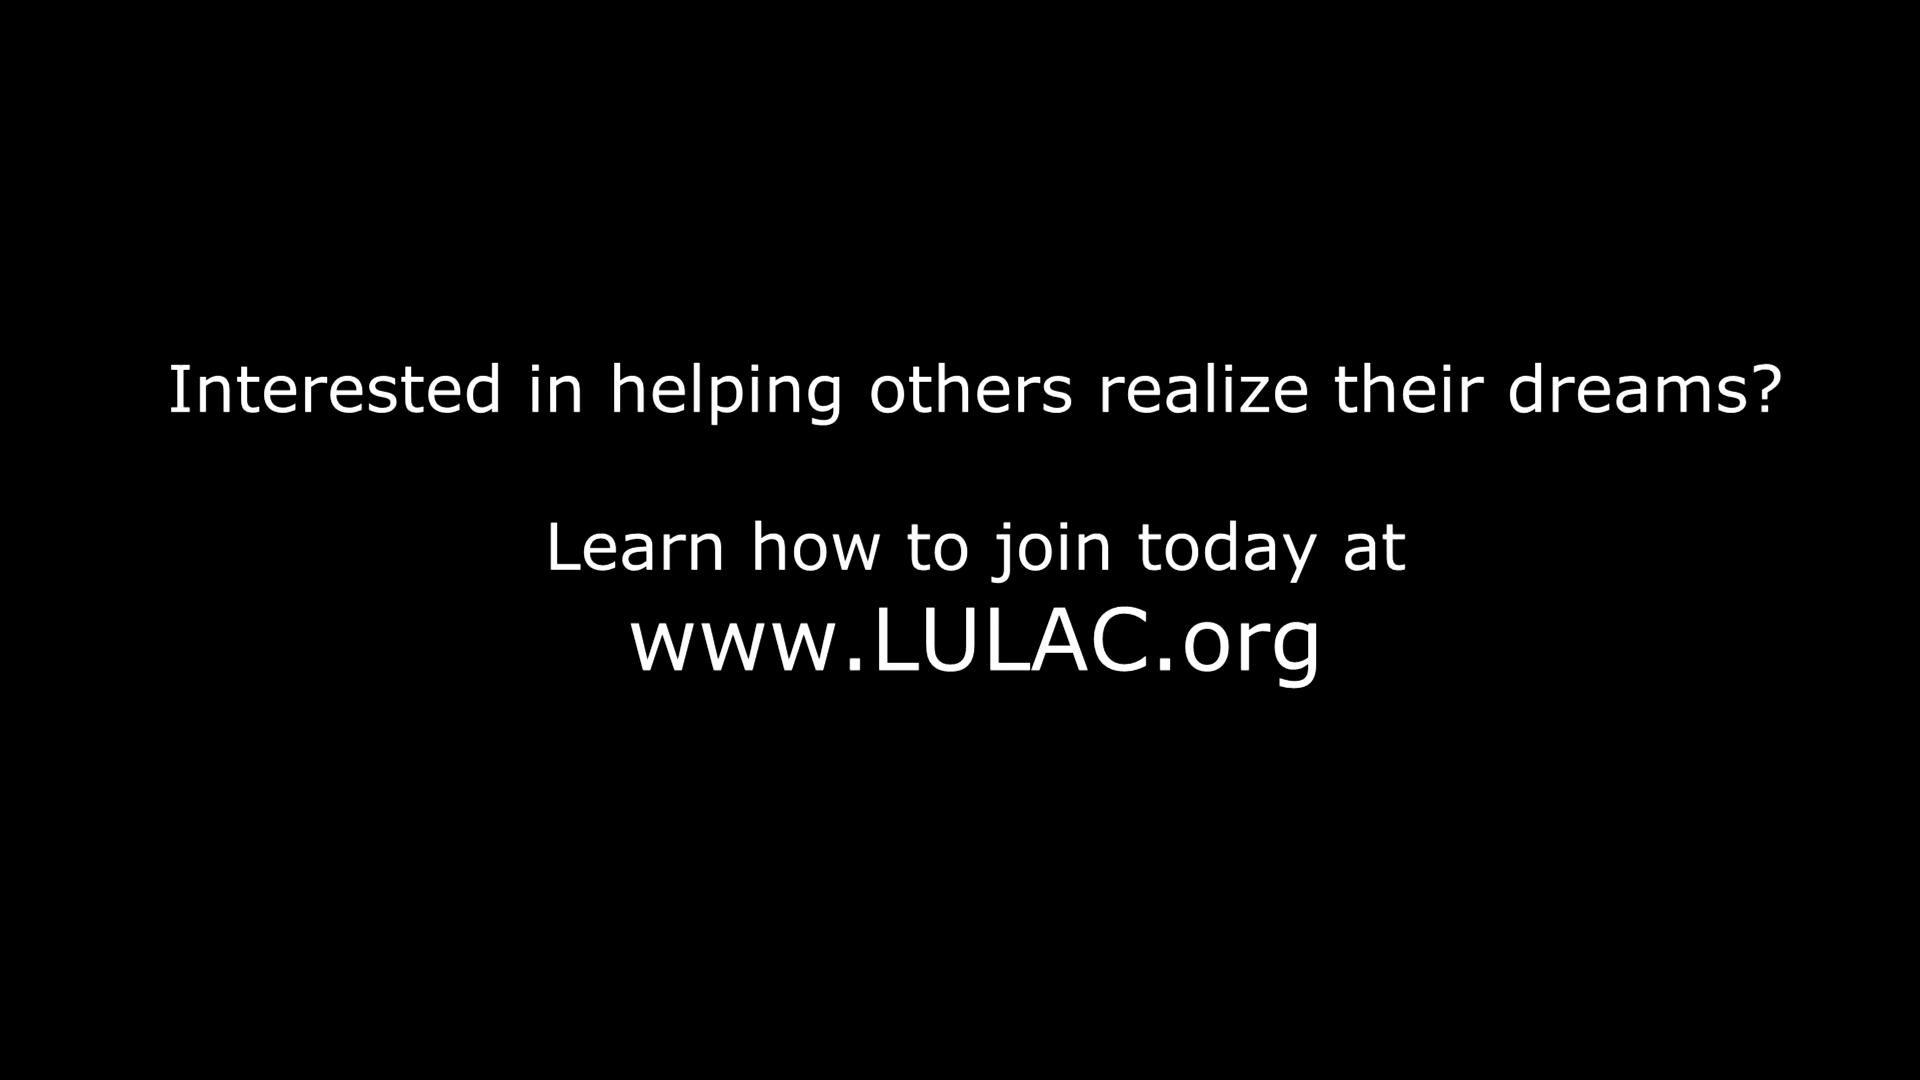 Interested in helping others realize their dreams?
Learn how to join today at
www.LULAC.org